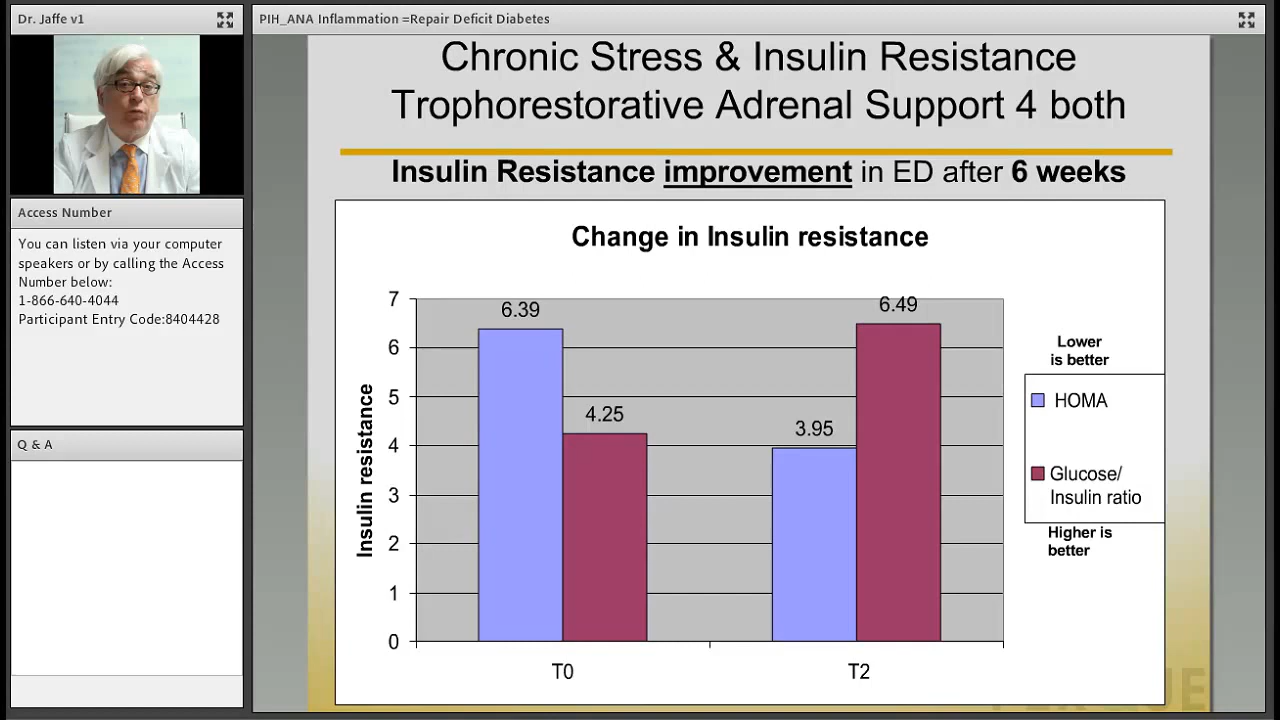 Dr. Jaffe v1
PIH_ANA Inflammation =Repair Deficit Diabetes
Access Number
You can listen via your computer
speakers or by calling the Access
Number below:
1-866-640-4044
Participant Entry Code:8404428
Q & A
Chronic Stress & Insulin Resistance
Trophorestorative Adrenal Support 4 both
Insulin Resistance improvement in ED after 6 weeks
Change in Insulin resistance
Insulin resistance
7
6
5
4
3
2
1
0
6.39
4.25
3.95
6.49
T0
T2
Lower
is better
HOMA
Glucose/
Insulin ratio
Higher is
better